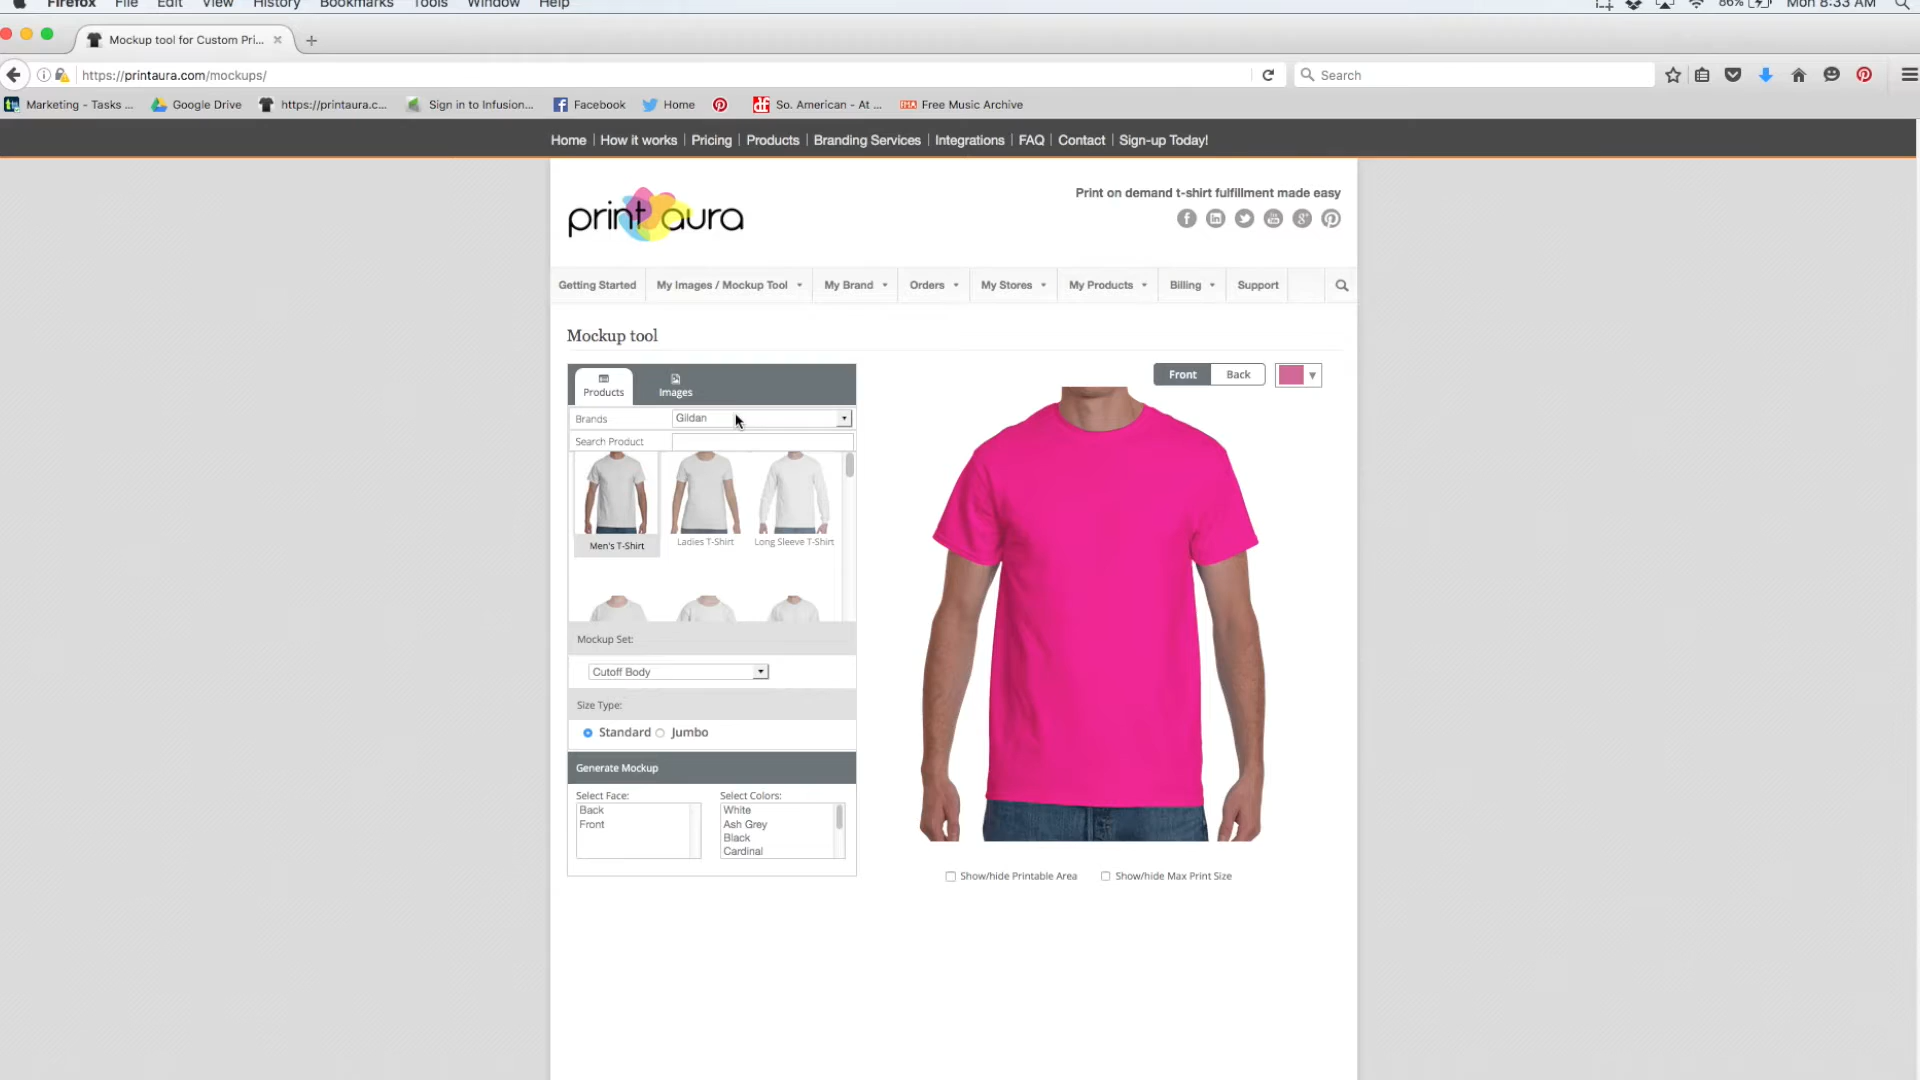 Firefox File Edit View History Bookmarks Tools Window Help 86% Mon 8:33 AM
Mockup tool for Custom Pri...
https://printaura.com/mockups/ Search
Marketing - Tasks ... Google Drive https://printaura.c... Sign in to Infusion... Facebook Home So. American - At ... Free Music Archive
Home | How it works | Pricing | Products | Branding Services | Integrations | FAQ | Contact | Sign-up Today!
print aura
Print on demand t-shirt fulfillment made easy
Getting Started My Images / Mockup Tool My Brand Orders My Stores My Products Billing Support
Mockup tool
Products Images
Front Back
Brands Gildan
Search Product
Men's T-Shirt Ladies T-Shirt Long Sleeve T-Shirt
Mockup Set:
Cutoff Body
Size Type:
Standard Jumbo
Generate Mockup
Select Face: Select Colors:
Back White
Front Ash Grey
Black
Cardinal
Show/hide Printable Area Show/hide Max Print Size